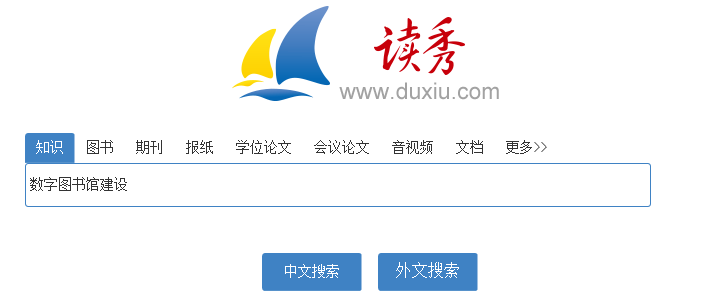 读秀
www.duxiu.com
知识 图书 期刊 报纸 学位论文 会议论文 音视频 文档 更多>>
数字图书馆建设
中文搜索 外文搜索